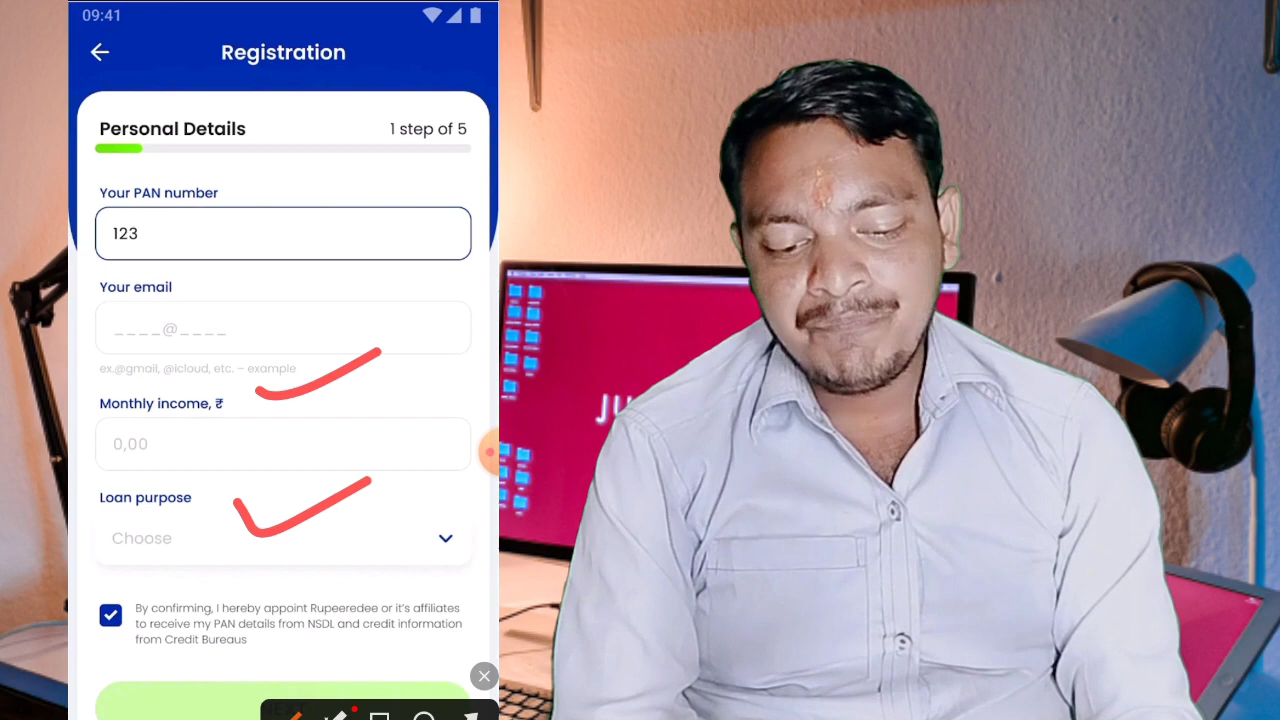 09:41
Registration
Personal Details
1 step of 5
Your PAN number
123
Your email
____@____
ex.@gmail, @icloud, etc. – example
Monthly income, ₹
0,00
Loan purpose
Choose
By confirming, I hereby appoint Rupeeredee or it's affiliates
to receive my PAN details from NSDL and credit information
from Credit Bureaus
JU